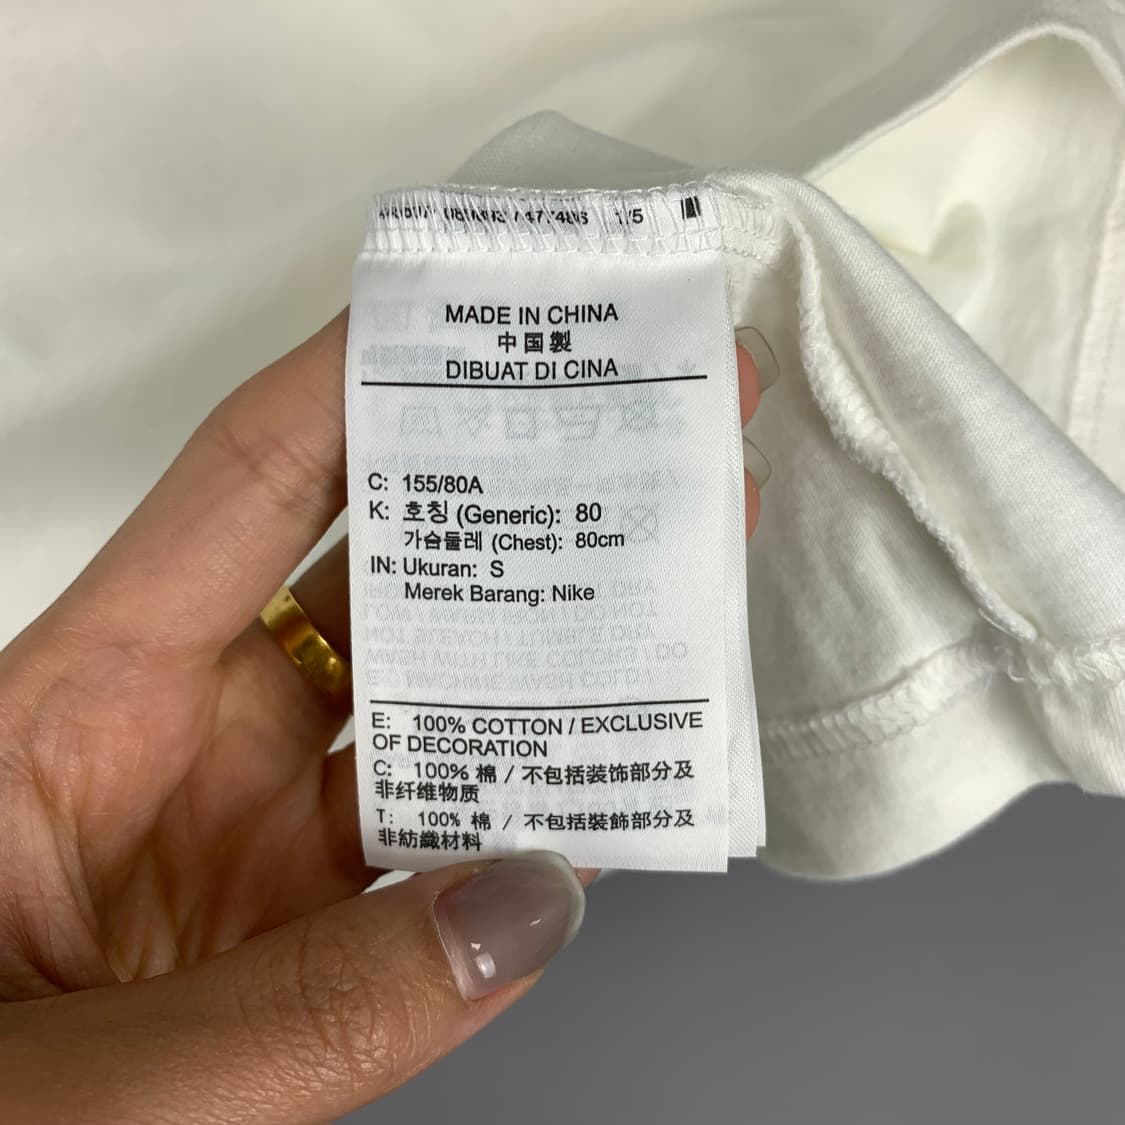 1/5
MADE IN CHINA
中国製
DIBUAT DI CINA
C: 155/80A
K: 호칭 (Generic): 80
가슴둘레 (Chest): 80cm
IN: Ukuran: S
Merek Barang: Nike
E: 100% COTTON / EXCLUSIVE
OF DECORATION
C: 100% 棉 / 不包括装饰部分及
非纤维物质
T: 100% 棉 / 不包括裝飾部分及
非紡織材料